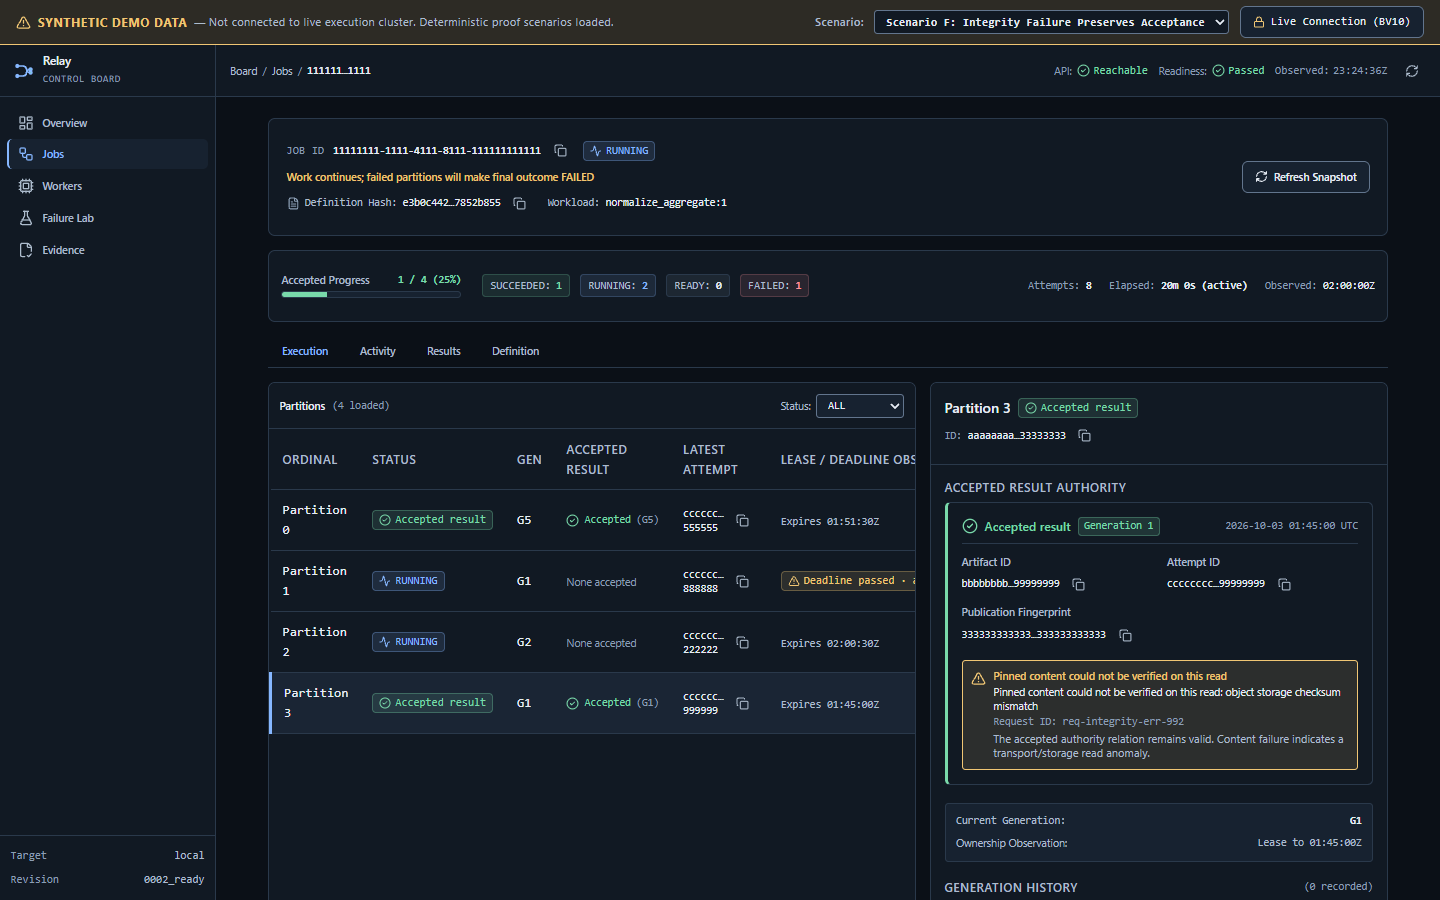 SYNTHETIC DEMO DATA — Not connected to live execution cluster. Deterministic proof scenarios loaded.
Scenario: Scenario F: Integrity Failure Preserves Acceptance
Live Connection (BV10)
Relay
CONTROL BOARD
Board / Jobs / 111111…1111
API: Reachable Readiness: Passed Observed: 23:24:36Z
Overview
Jobs
Workers
Failure Lab
Evidence
Target local
Revision 0002_ready
JOB ID 11111111-1111-4111-8111-111111111111 RUNNING
Work continues; failed partitions will make final outcome FAILED
Definition Hash: e3b0c442…7852b855 Workload: normalize_aggregate:1
Refresh Snapshot
Accepted Progress 1 / 4 (25%)
SUCCEEDED: 1 RUNNING: 2 READY: 0 FAILED: 1
Attempts: 8 Elapsed: 20m 0s (active) Observed: 02:00:00Z
Execution Activity Results Definition
Partitions (4 loaded)
Status: ALL
ORDINAL STATUS GEN ACCEPTED RESULT LATEST ATTEMPT LEASE / DEADLINE OBS
Partition 0 Accepted result G5 Accepted (G5) cccccc…555555 Expires 01:51:30Z
Partition 1 RUNNING G1 None accepted cccccc…888888 Deadline passed ·
Partition 2 RUNNING G2 None accepted cccccc…222222 Expires 02:00:30Z
Partition 3 Accepted result G1 Accepted (G1) cccccc…999999 Expires 01:45:00Z
Partition 3 Accepted result
ID: aaaaaaaa…33333333
ACCEPTED RESULT AUTHORITY
Accepted result Generation 1 2026-10-03 01:45:00 UTC
Artifact ID Attempt ID
bbbbbbbb…99999999 cccccccc…99999999
Publication Fingerprint
333333333333…333333333333
Pinned content could not be verified on this read
Pinned content could not be verified on this read: object storage checksum
mismatch
Request ID: req-integrity-err-992
The accepted authority relation remains valid. Content failure indicates a
transport/storage read anomaly.
Current Generation: G1
Ownership Observation: Lease to 01:45:00Z
GENERATION HISTORY (0 recorded)